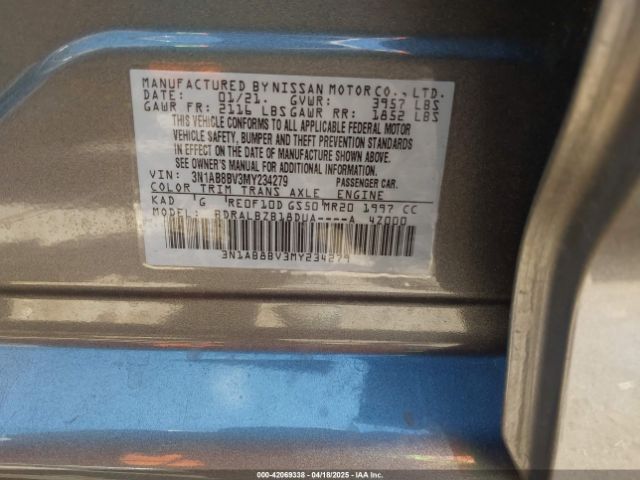 MANUFACTURED BY NISSAN MOTOR CO., LTD.
DATE: 01/21. GVWR: 3957 LBS
GAWR FR: 2116 LBS GAWR RR: 1852 LBS
THIS VEHICLE CONFORMS TO ALL APPLICABLE FEDERAL MOTOR
VEHICLE SAFETY, BUMPER AND THEFT PREVENTION STANDARDS
IN EFFECT ON THE DATE OF MANUFACTURE SHOWN ABOVE.
SEE OWNER'S MANUAL FOR ADDITIONAL INFORMATION.
VIN: 3N1AB8BV3MY234279 PASSENGER CAR.
COLOR TRIM TRANS AXLE ENGINE
KAD G RE0F10D GS50 MR20 1997 CC
MODEL: BDRALBZB18DUA----A 4Z000
3N1AB8BV3MY234279
000-42069338 | 04/18/2025 - IAA Inc.